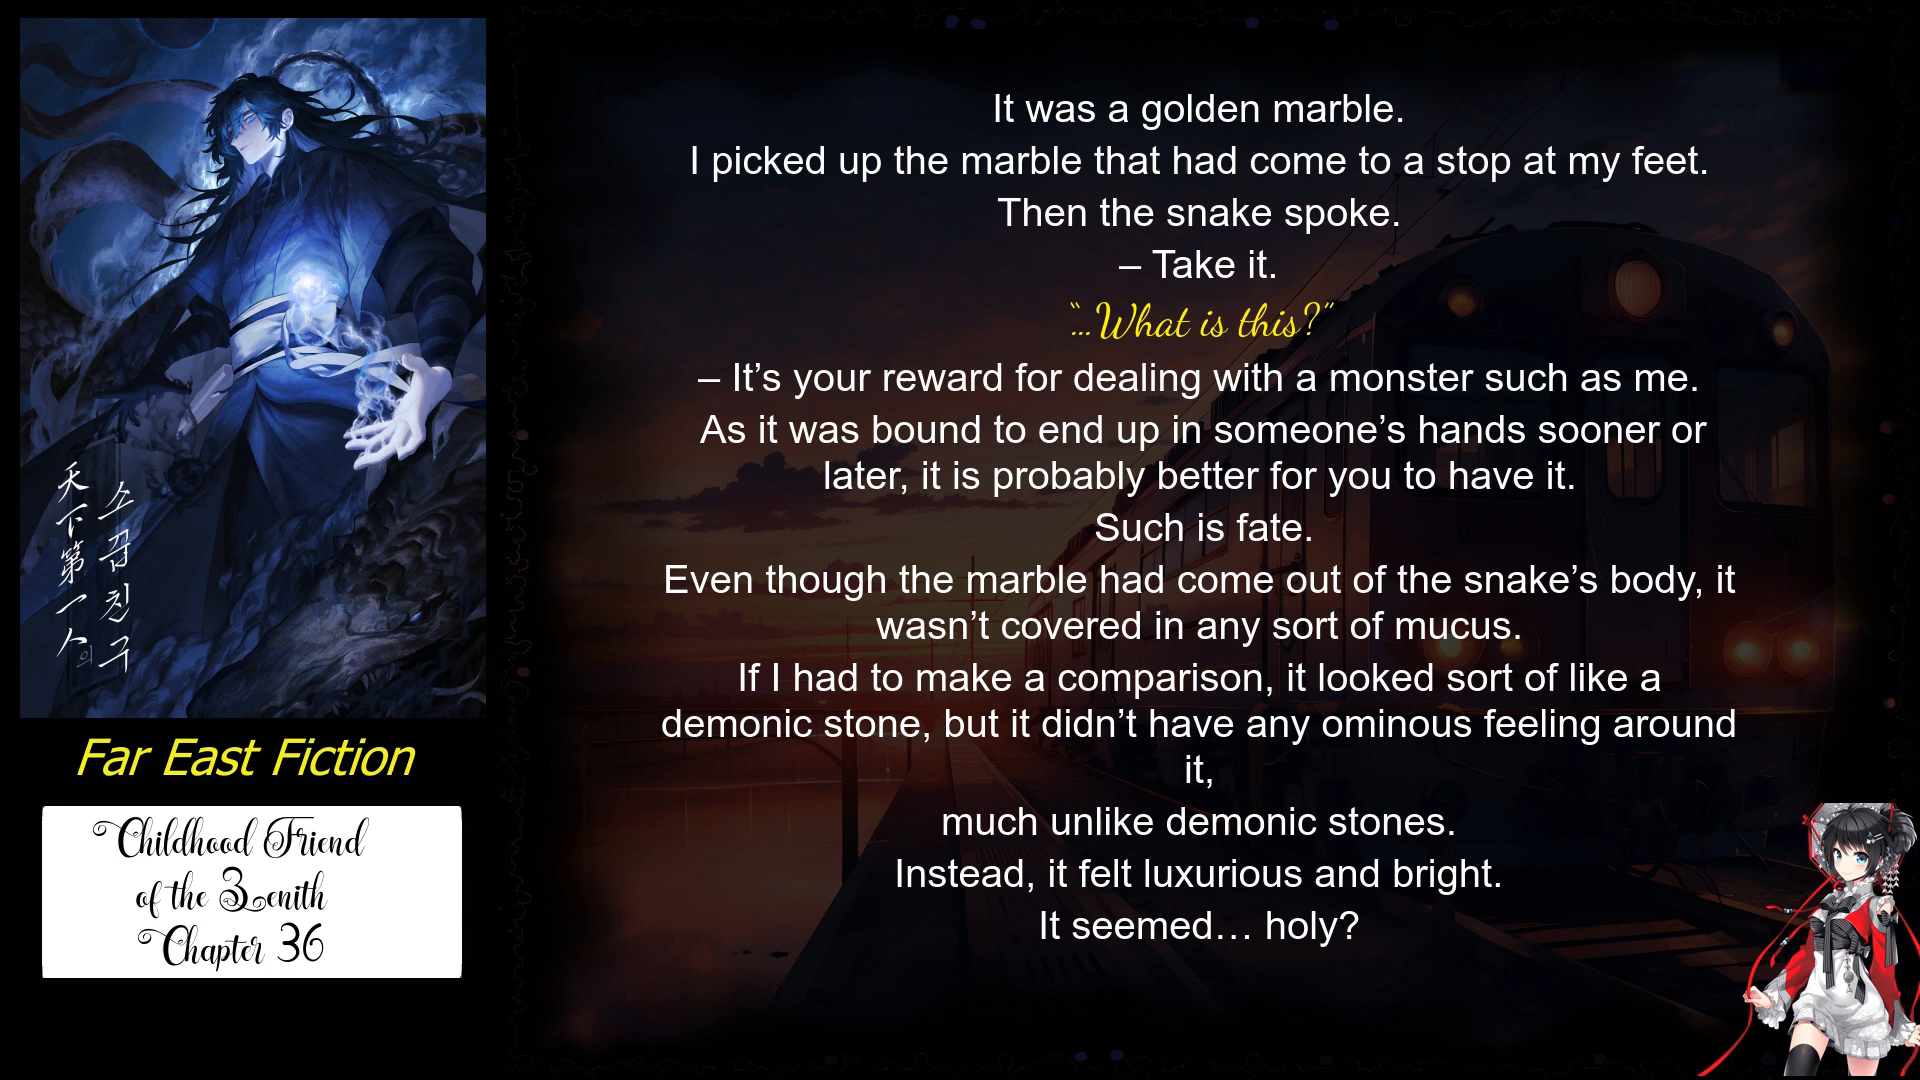 天下第一人의
소꿉친구
Far East Fiction
Childhood Friend
of the Zenith
Chapter 36
It was a golden marble.
I picked up the marble that had come to a stop at my feet.
Then the snake spoke.
– Take it.
“…What is this?”
– It’s your reward for dealing with a monster such as me.
As it was bound to end up in someone’s hands sooner or
later, it is probably better for you to have it.
Such is fate.
Even though the marble had come out of the snake’s body, it
wasn’t covered in any sort of mucus.
If I had to make a comparison, it looked sort of like a
demonic stone, but it didn’t have any ominous feeling around
it,
much unlike demonic stones.
Instead, it felt luxurious and bright.
It seemed… holy?